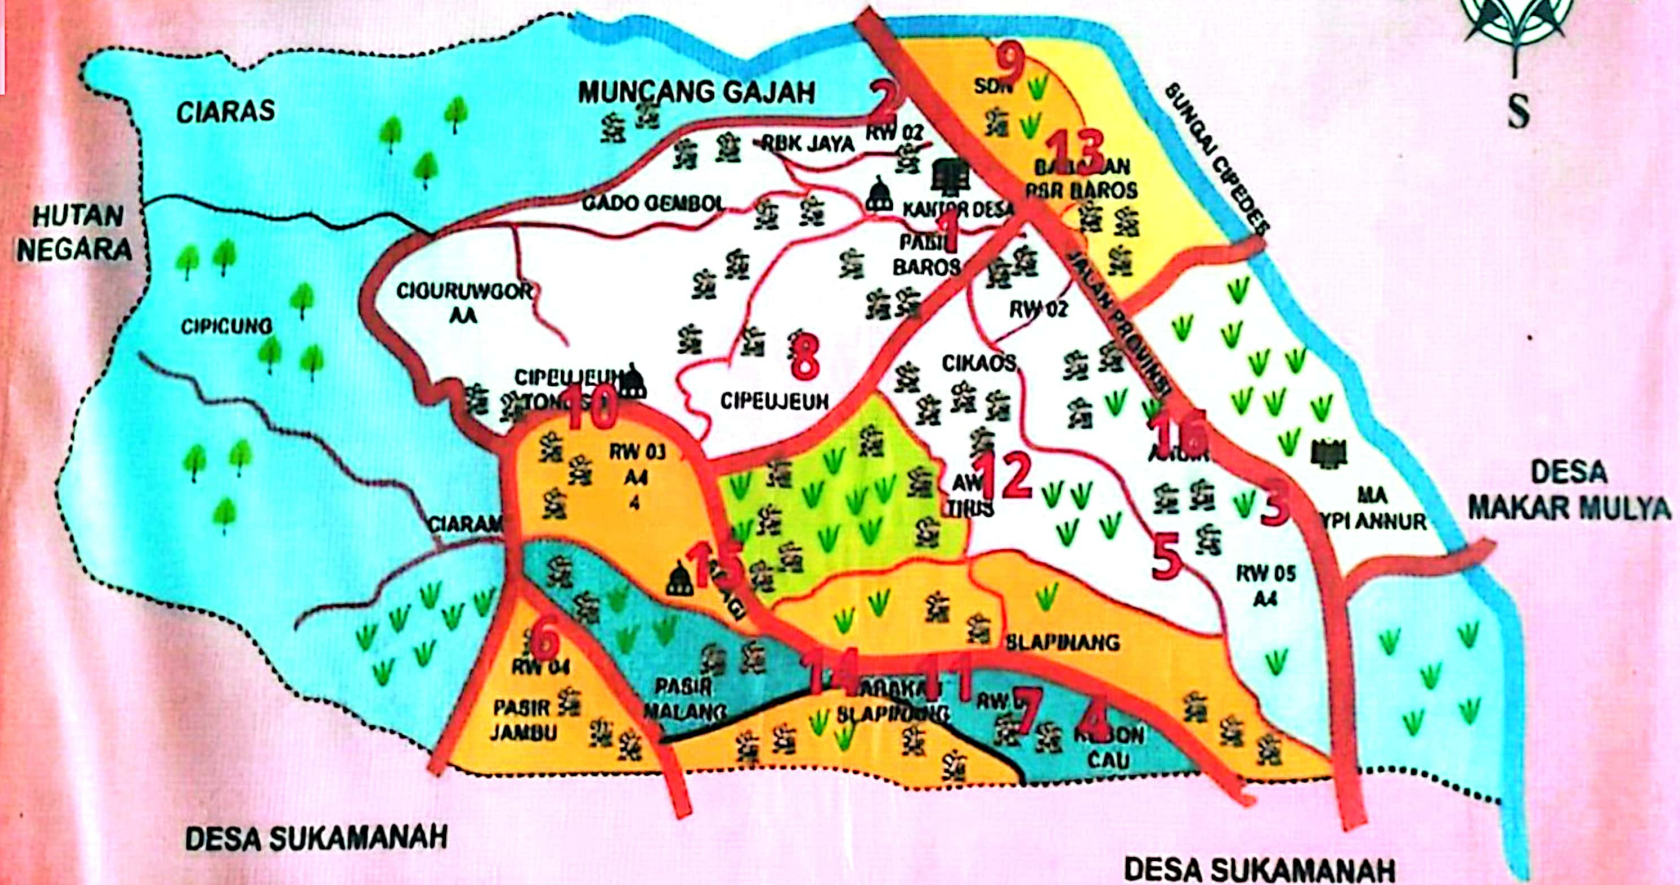 S
CIARAS
MUNCANG GAJAH
2
9
SDN
RW 02
RBK JAYA
13
PSR BAROS
SUNGAI CIPEDES
HUTAN
NEGARA
GADO GEMBOL
KANTOR DESA
1
BAROS
JALAN PROVINSI
CIGURUWGOR
AA
CIPICUNG
RW 02
8
CIKAOS
CIPEUJEUH
CIPEUJEUH
10
16
RW 03
A4
4
12
TIRIS
3
MA
YPI ANNUR
DESA
MAKAR MULYA
CIARAM
15
5
RW 05
A4
6
RW 04
SLAPINANG
PASIR
MALANG
14
11
SLAPINANG
7
4
PASIR
JAMBU
CAU
DESA SUKAMANAH
DESA SUKAMANAH